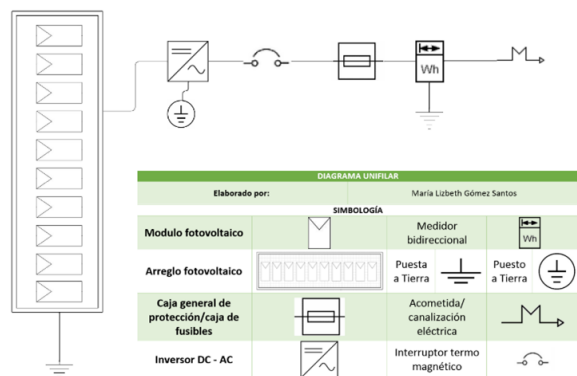 Wh
DIAGRAMA UNIFILAR
Elaborado por: María Lizbeth Gómez Santos
SIMBOLOGÍA
Modulo fotovoltaico
Medidor
bidireccional
Wh
Arreglo fotovoltaico
Puesta
a Tierra
Puesto
a Tierra
Caja general de
protección/caja de
fusibles
Acometida/
canalización
eléctrica
Inversor DC - AC
Interruptor termo
magnético